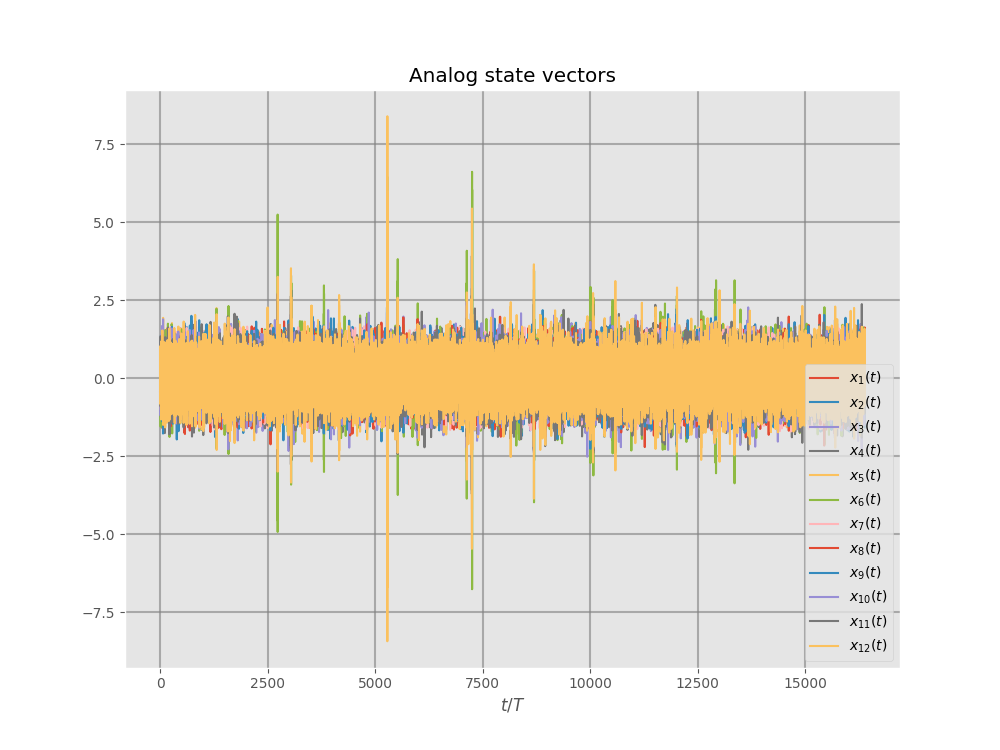 Analog state vectors
7.5
5.0
2.5
0.0
−2.5
−5.0
−7.5
0 2500 5000 7500 10000 12500 15000
t/T
x₁(t)
x₂(t)
x₃(t)
x₄(t)
x₅(t)
x₆(t)
x₇(t)
x₈(t)
x₉(t)
x₁₀(t)
x₁₁(t)
x₁₂(t)